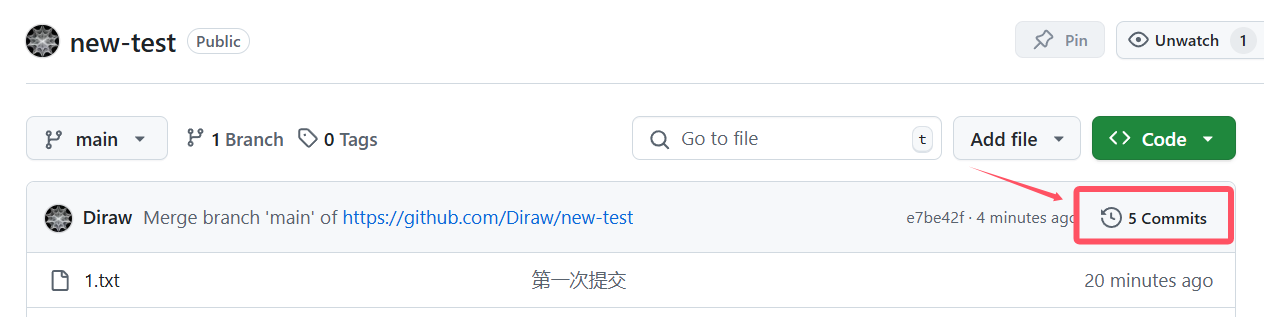 new-test Public Pin Unwatch 1
main 1 Branch 0 Tags Go to file t Add file Code
Diraw Merge branch 'main' of https://github.com/Diraw/new-test e7be42f · 4 minutes ago 5 Commits
1.txt 第一次提交 20 minutes ago